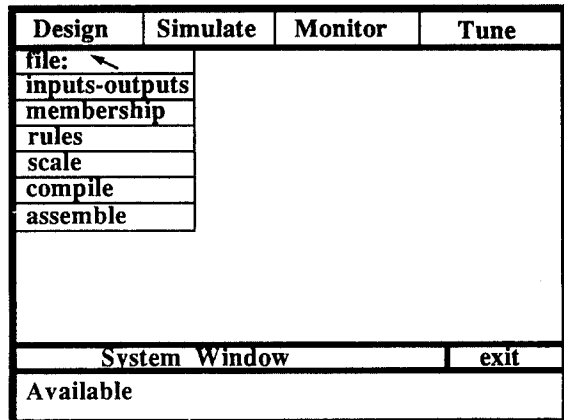 Design Simulate Monitor Tune
file:
inputs-outputs
membership
rules
scale
compile
assemble
System Window exit
Available